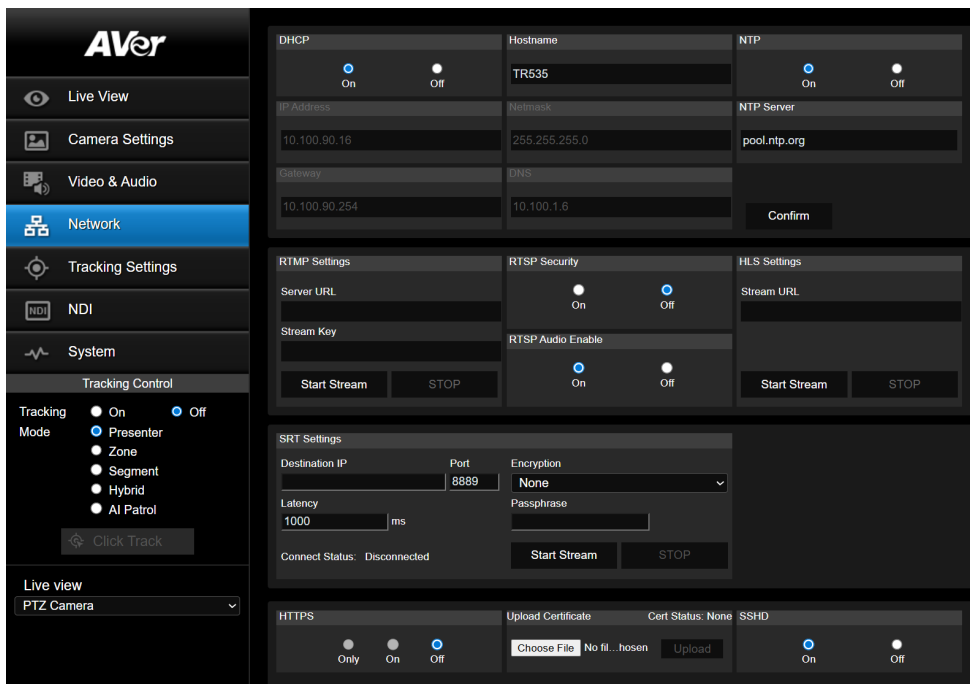 AVer
Live View
Camera Settings
Video & Audio
Network
Tracking Settings
NDI
NDI
System
Tracking Control
Tracking On Off
Mode Presenter
Zone
Segment
Hybrid
AI Patrol
Click Track
Live view
PTZ Camera
DHCP
On Off
Hostname
TR535
NTP
On Off
IP Address
10.100.90.16
Netmask
255.255.255.0
NTP Server
pool.ntp.org
Gateway
10.100.90.254
DNS
10.100.1.6
Confirm
RTMP Settings
Server URL
Stream Key
Start Stream STOP
RTSP Security
On Off
RTSP Audio Enable
On Off
HLS Settings
Stream URL
Start Stream STOP
SRT Settings
Destination IP Port Encryption
8889 None
Latency Passphrase
1000 ms
Connect Status: Disconnected Start Stream STOP
HTTPS
Only On Off
Upload Certificate Cert Status: None
Choose File No fil...hosen Upload
SSHD
On Off